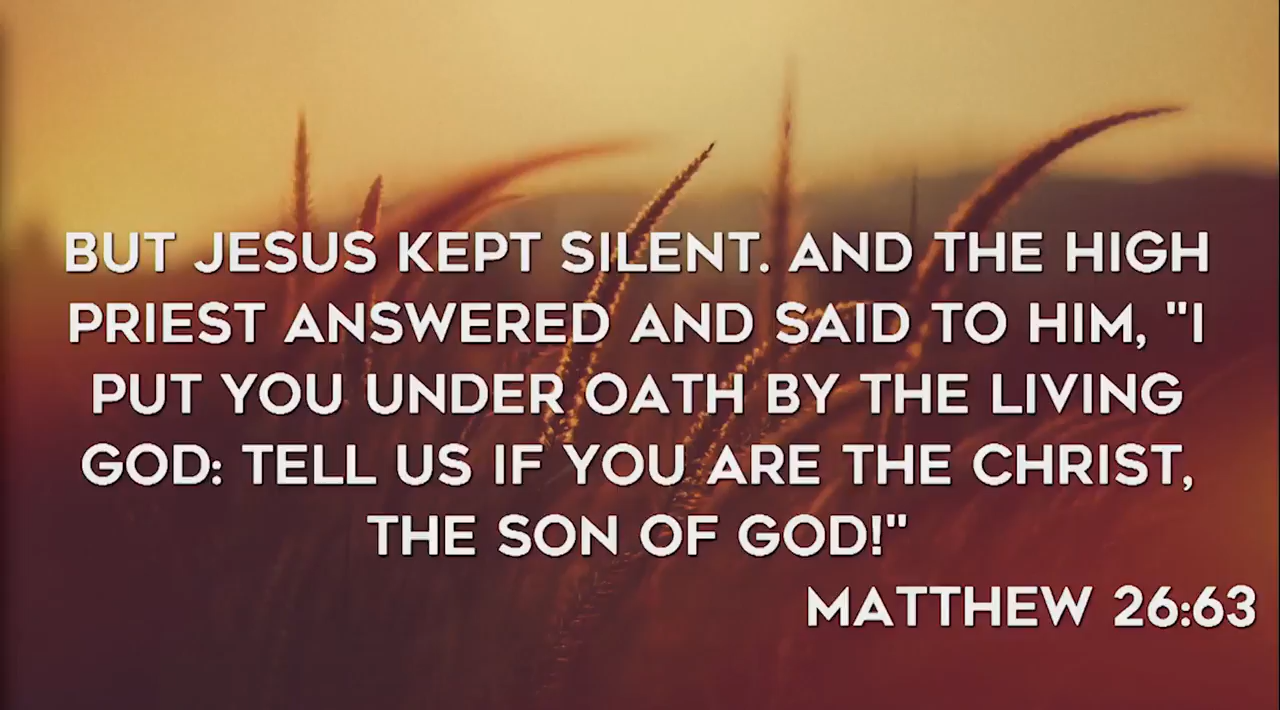 BUT JESUS KEPT SILENT. AND THE HIGH
PRIEST ANSWERED AND SAID TO HIM, "I
PUT YOU UNDER OATH BY THE LIVING
GOD: TELL US IF YOU ARE THE CHRIST,
THE SON OF GOD!"
MATTHEW 26:63